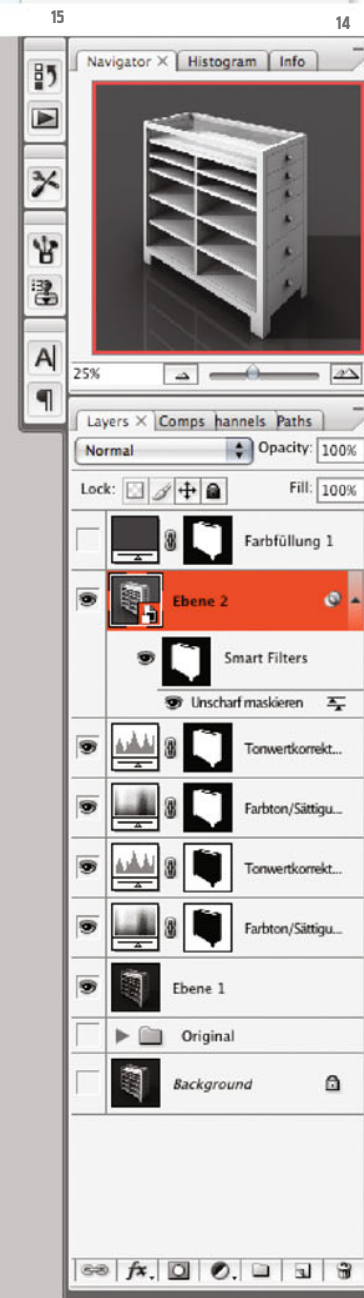 15 14
Navigator × Histogram Info
25%
Layers × Comps hannels Paths
Normal Opacity: 100%
Lock: Fill: 100%
Farbfüllung 1
Ebene 2
Smart Filters
Unscharf maskieren
Tonwertkorrekt...
Farbton/Sättigu...
Tonwertkorrekt...
Farbton/Sättigu...
Ebene 1
Original
Background